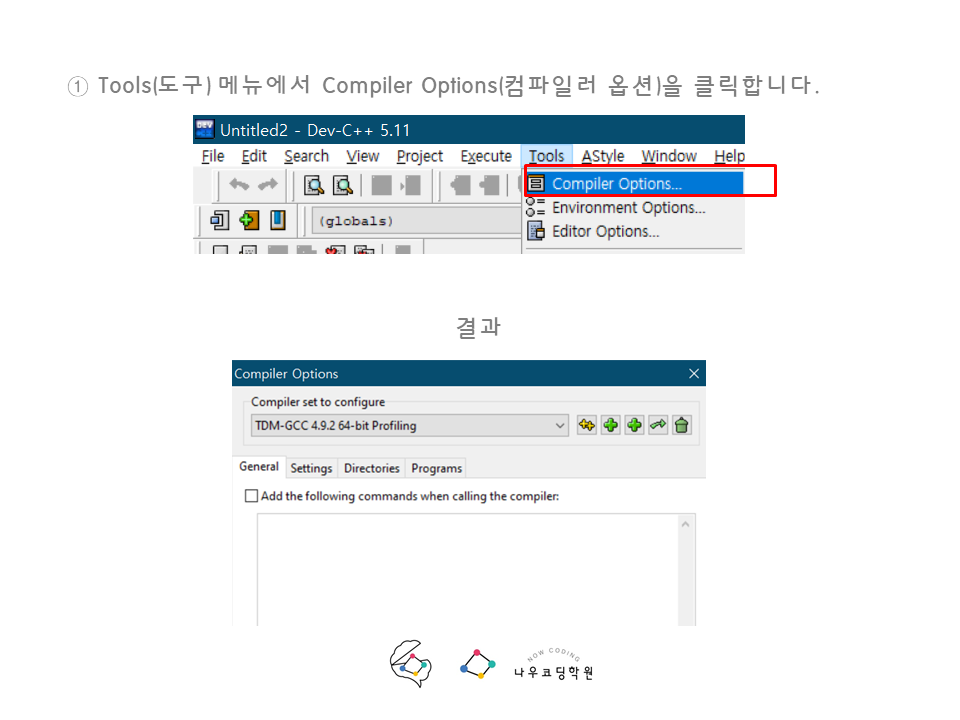 ① Tools(도구) 메뉴에서 Compiler Options(컴파일러 옵션)을 클릭합니다.
Untitled2 - Dev-C++ 5.11
File Edit Search View Project Execute Tools AStyle Window Help
Compiler Options...
Environment Options...
(globals)
Editor Options...
결과
Compiler Options
Compiler set to configure
TDM-GCC 4.9.2 64-bit Profiling
General Settings Directories Programs
Add the following commands when calling the compiler:
NOW CODING
나우코딩학원